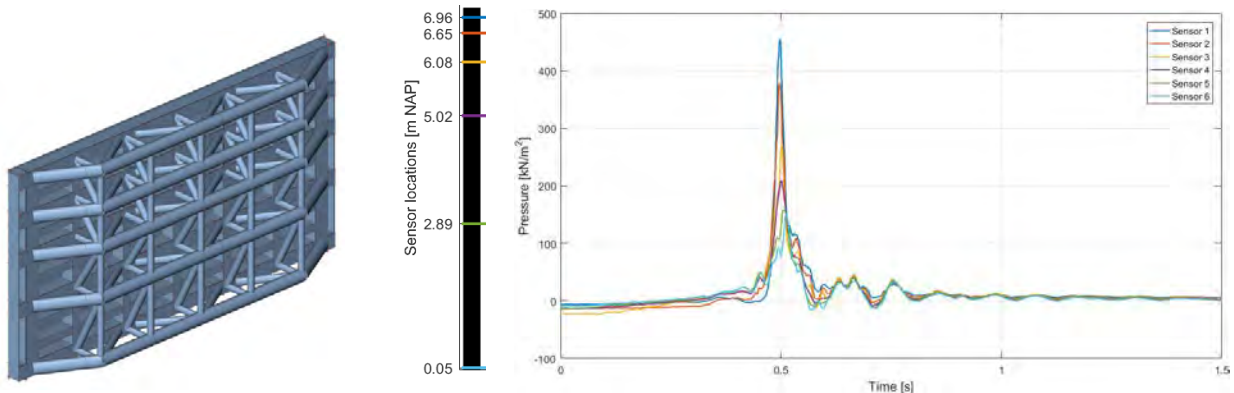 6.96
6.65
6.08
5.02
2.89
0.05
Sensor locations [m NAP]
500
400
300
200
100
0
-100
Pressure [kN/m²]
0
0.5
1
1.5
Time [s]
Sensor 1
Sensor 2
Sensor 3
Sensor 4
Sensor 5
Sensor 6